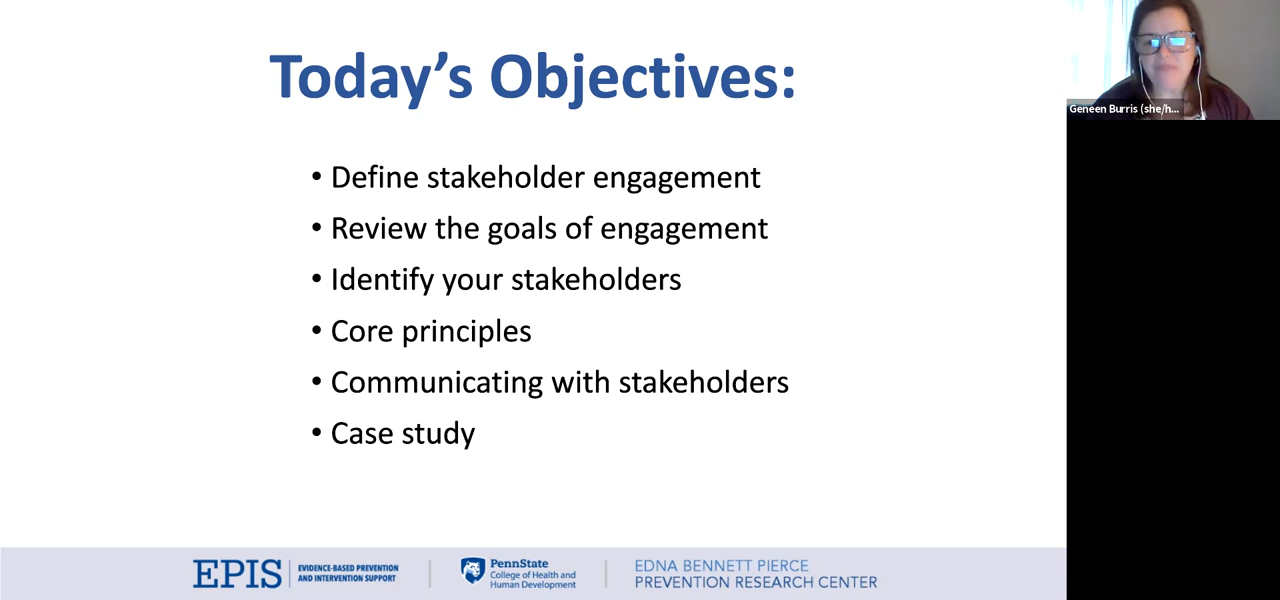 Today's Objectives:
• Define stakeholder engagement
• Review the goals of engagement
• Identify your stakeholders
• Core principles
• Communicating with stakeholders
• Case study
Geneen Burris (she/h...
EPIS
EVIDENCE-BASED PREVENTION
AND INTERVENTION SUPPORT
PennState
College of Health and
Human Development
EDNA BENNETT PIERCE
PREVENTION RESEARCH CENTER